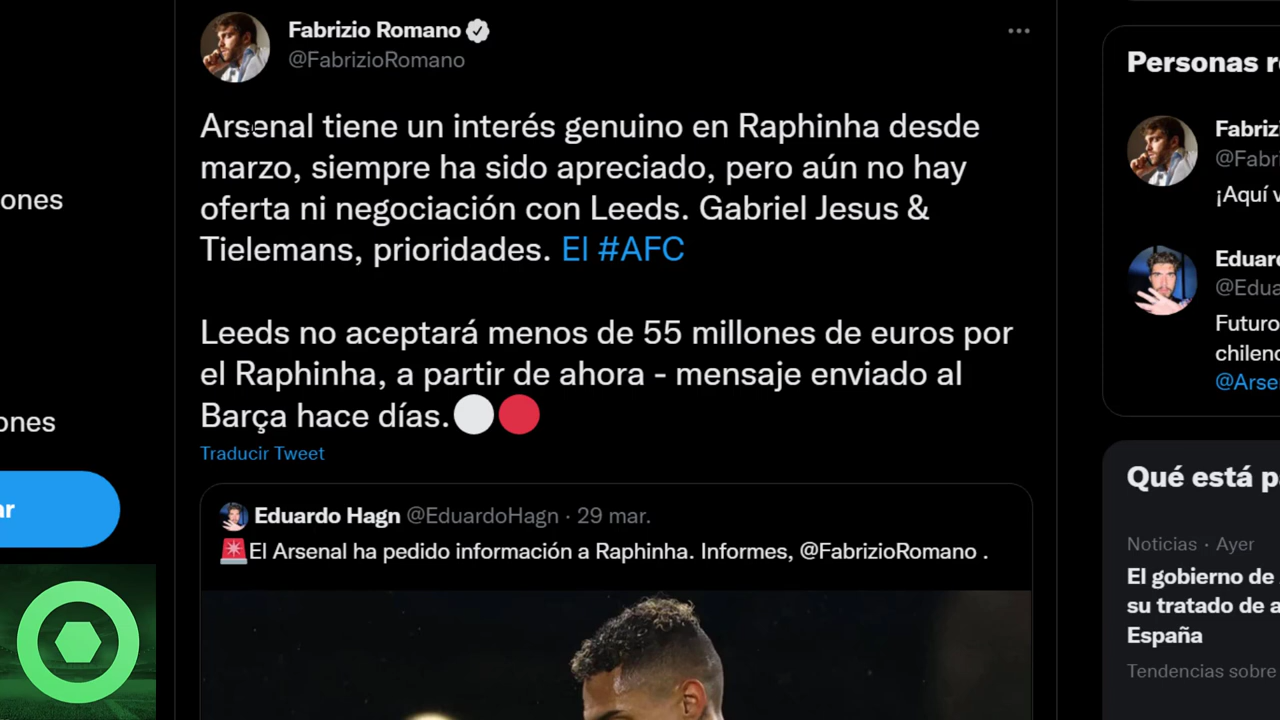 Fabrizio Romano
@FabrizioRomano
Arsenal tiene un interés genuino en Raphinha desde
marzo, siempre ha sido apreciado, pero aún no hay
oferta ni negociación con Leeds. Gabriel Jesus &
Tielemans, prioridades. El #AFC
Leeds no aceptará menos de 55 millones de euros por
el Raphinha, a partir de ahora - mensaje enviado al
Barça hace días.
Traducir Tweet
Eduardo Hagn @EduardoHagn · 29 mar.
El Arsenal ha pedido información a Raphinha. Informes, @FabrizioRomano .
ones
ones
ar
Personas r
Fabriz
@Fabri
¡Aquí v
Eduard
@Edua
Futuro
chilen
@Arse
Qué está p
Noticias · Ayer
El gobierno de
su tratado de a
España
Tendencias sobre